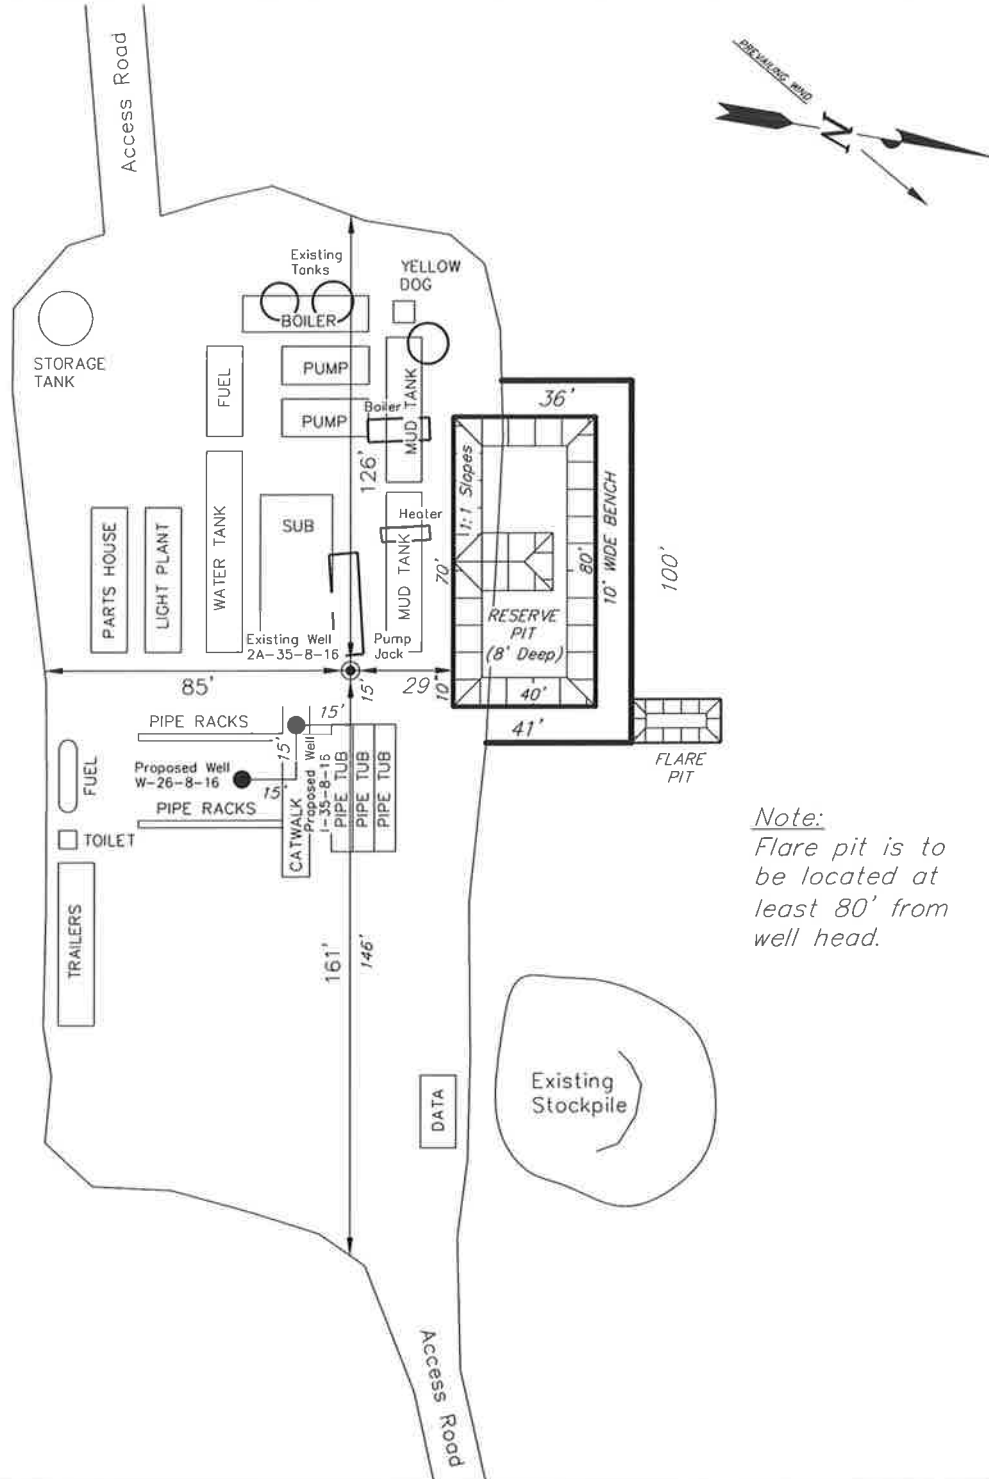 Access Road
PREVAILING WIND
N
Existing
Tanks
YELLOW
DOG
BOILER
STORAGE
TANK
FUEL
PUMP
PUMP
Boiler
MUD TANK
126'
36'
1:1 Slopes
10' WIDE BENCH
100'
PARTS HOUSE
LIGHT PLANT
WATER TANK
SUB
Heater
MUD TANK
70'
80'
RESERVE
PIT
(8' Deep)
Existing Well
2A-35-8-16
Pump
Jack
85'
15'
29'
10'
40'
41'
FLARE
PIT
PIPE RACKS
15'
15'
FUEL
Proposed Well
W-26-8-16
15'
PIPE RACKS
CATWALK
Proposed Well
1-35-8-16
PIPE TUB
PIPE TUB
PIPE TUB
TOILET
TRAILERS
161'
146'
Note:
Flare pit is to
be located at
least 80' from
well head.
DATA
Existing
Stockpile
Access Road